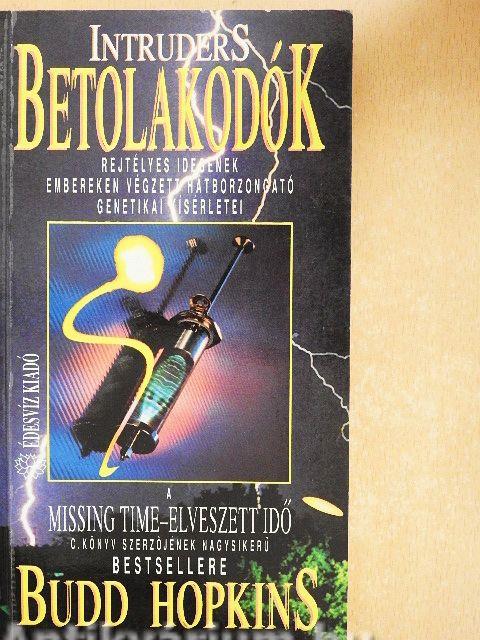 INTRUDERS
BETOLAKODÓK
REJTÉLYES IDEGENEK
EMBEREKEN VÉGZETT HÁTBORZONGATÓ
GENETIKAI KÍSÉRLETEI
ÉDESVÍZ KIADÓ
A
MISSING TIME-ELVESZETT IDŐ
C. KÖNYV SZERZŐJÉNEK NAGYSIKERŰ
BESTSELLERE
BUDD HOPKINS